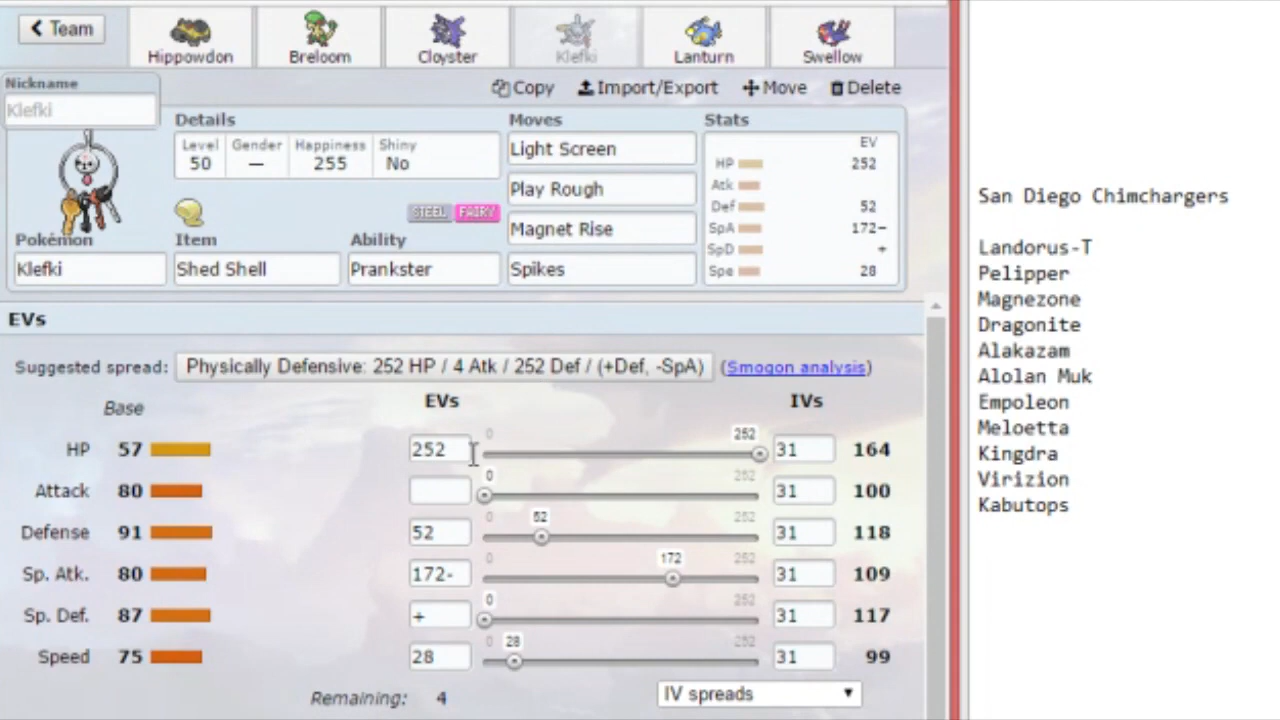 Team
Hippowdon Breloom Cloyster Klefki Lanturn Swellow
Nickname
Klefki
Copy Import/Export Move Delete
Details Moves Stats
Level Gender Happiness Shiny
50 — 255 No
Light Screen
Play Rough
Magnet Rise
Spikes
EV
HP 252
Atk
Def 52
SpA 172−
SpD +
Spe 28
STEEL FAIRY
Pokémon Item Ability
Klefki Shed Shell Prankster
EVs
Suggested spread: Physically Defensive: 252 HP / 4 Atk / 252 Def / (+Def, -SpA) (Smogon analysis)
Base EVs IVs
HP 57 252 0 252 31 164
Attack 80 0 252 31 100
Defense 91 52 0 52 252 31 118
Sp. Atk. 80 172- 0 172 252 31 109
Sp. Def. 87 + 0 252 31 117
Speed 75 28 0 28 252 31 99
Remaining: 4 IV spreads
San Diego Chimchargers
Landorus-T
Pelipper
Magnezone
Dragonite
Alakazam
Alolan Muk
Empoleon
Meloetta
Kingdra
Virizion
Kabutops